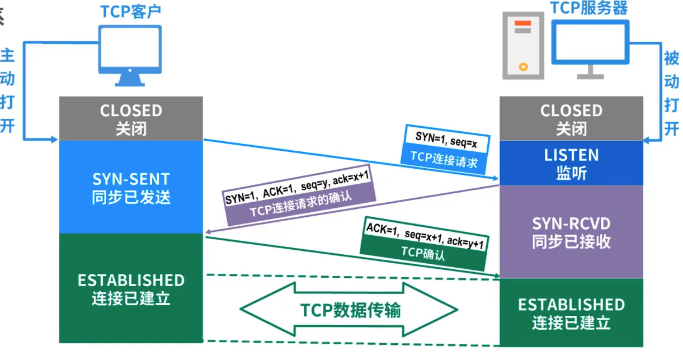 TCP客户
TCP服务器
主动打开
被动打开
CLOSED
关闭
CLOSED
关闭
SYN=1, seq=x
TCP连接请求
LISTEN
监听
SYN-SENT
同步已发送
SYN=1, ACK=1, seq=y, ack=x+1
TCP连接请求的确认
SYN-RCVD
同步已接收
ACK=1, seq=x+1, ack=y+1
TCP确认
ESTABLISHED
连接已建立
TCP数据传输
ESTABLISHED
连接已建立